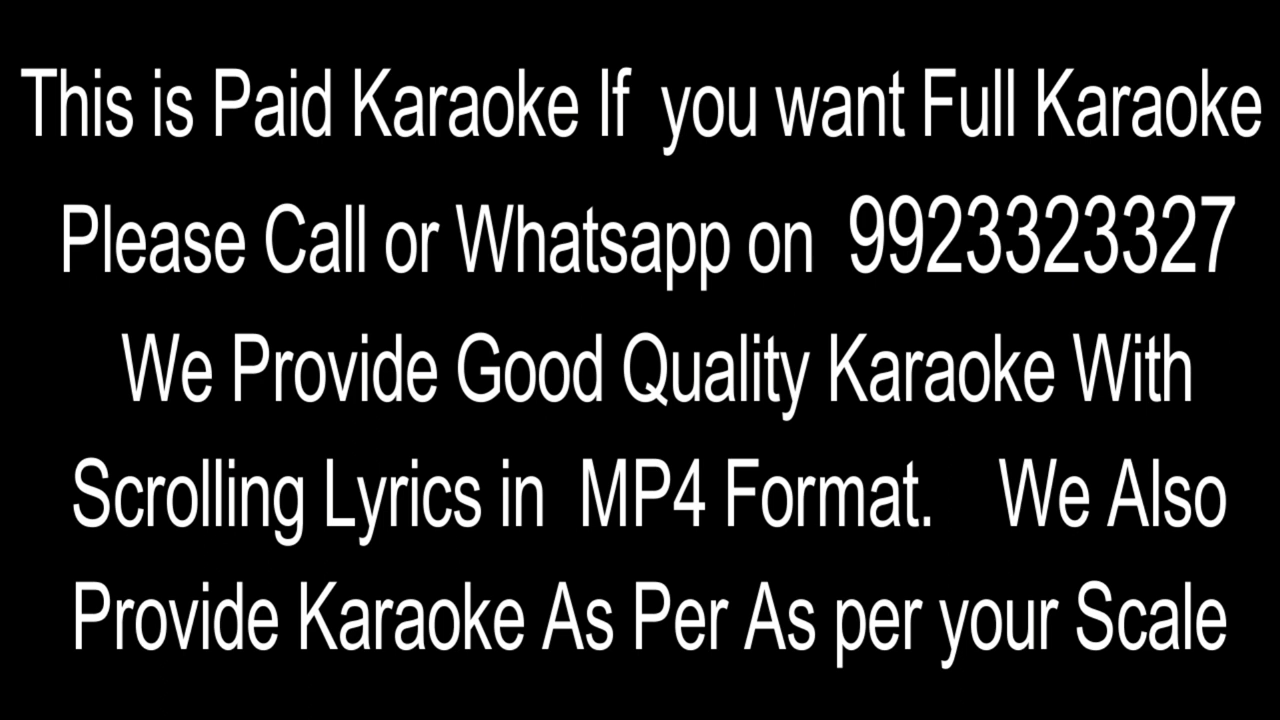 This is Paid Karaoke If you want Full Karaoke
Please Call or Whatsapp on 9923323327
We Provide Good Quality Karaoke With
Scrolling Lyrics in MP4 Format. We Also
Provide Karaoke As Per As per your Scale